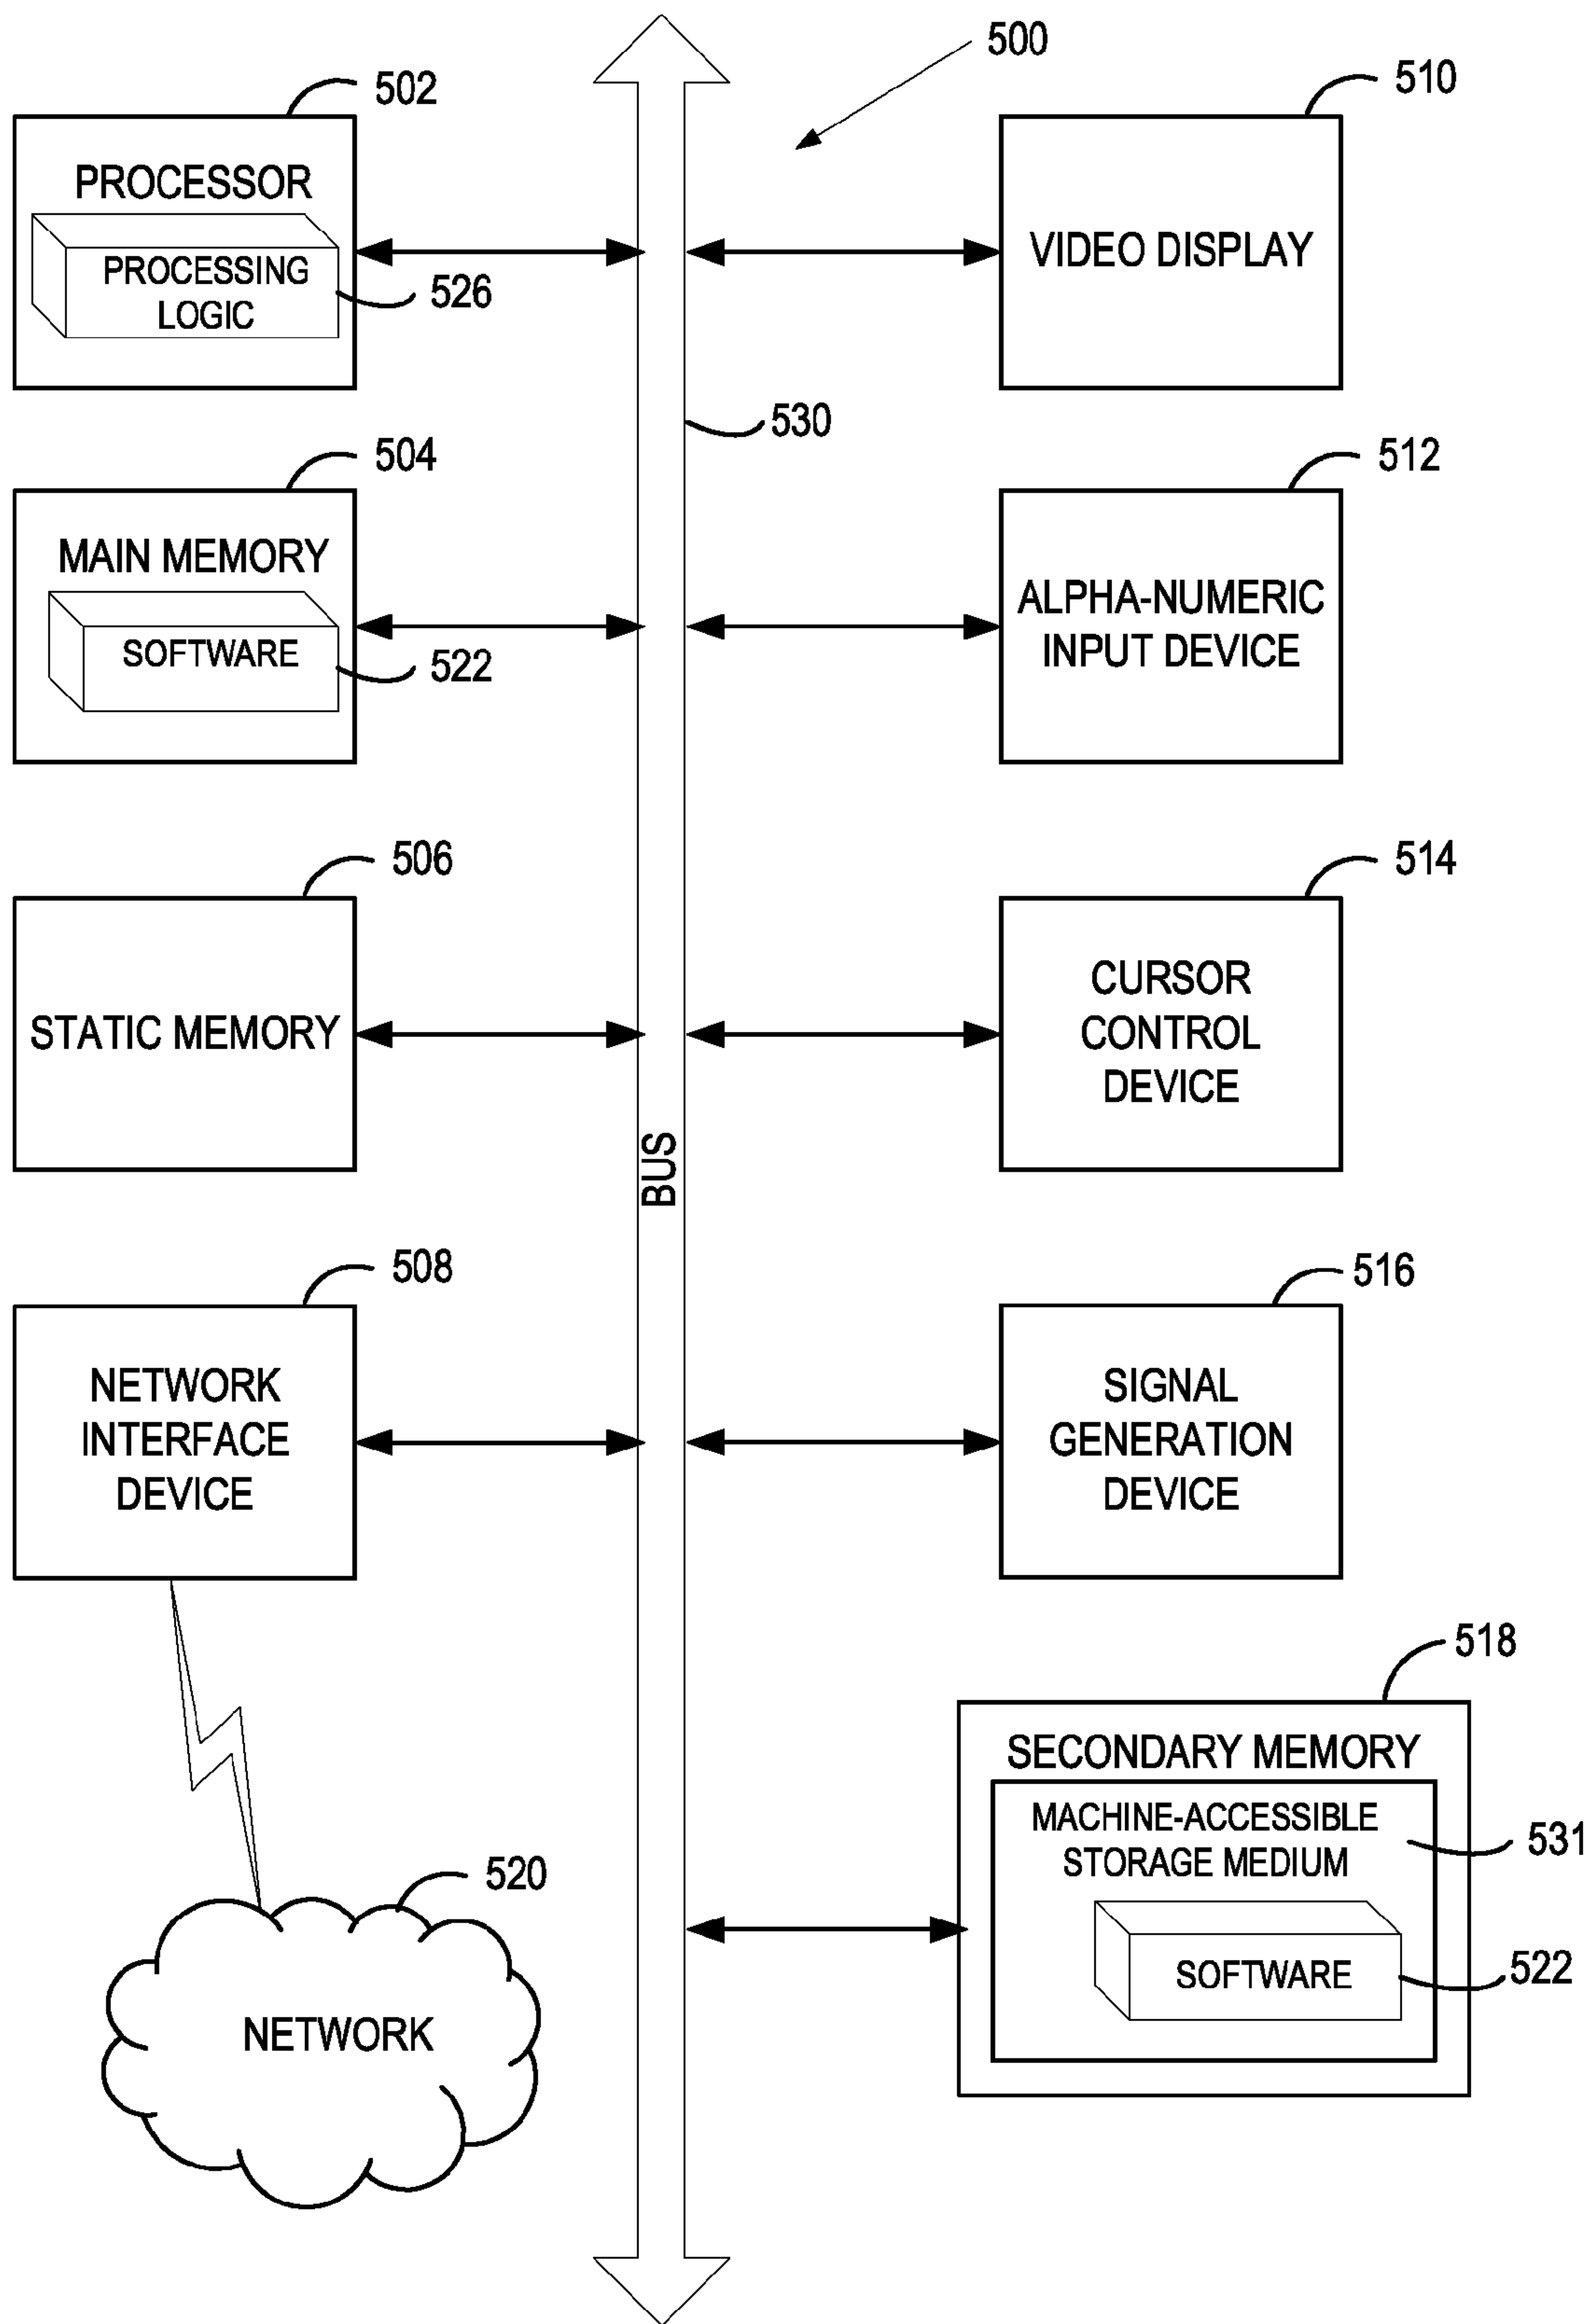 500
502
PROCESSOR
PROCESSING
LOGIC
526
510
VIDEO DISPLAY
530
504
MAIN MEMORY
SOFTWARE
522
512
ALPHA-NUMERIC
INPUT DEVICE
506
STATIC MEMORY
514
CURSOR
CONTROL
DEVICE
BUS
508
NETWORK
INTERFACE
DEVICE
516
SIGNAL
GENERATION
DEVICE
518
SECONDARY MEMORY
MACHINE-ACCESSIBLE
STORAGE MEDIUM
531
SOFTWARE
522
520
NETWORK